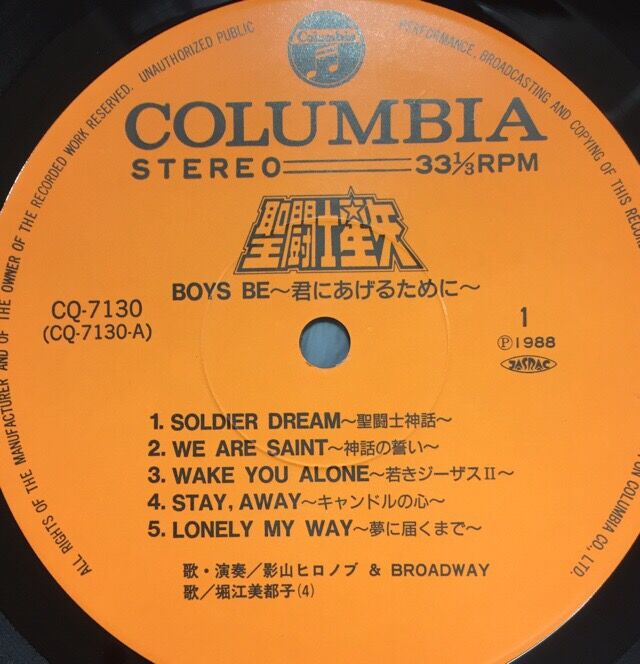 Columbia
COLUMBIA
STEREO 33 1/3 RPM
聖闘士星矢
BOYS BE〜君にあげるために〜
CQ-7130
(CQ-7130-A)
1
Ⓟ1988
JASRAC
1. SOLDIER DREAM〜聖闘士神話〜
2. WE ARE SAINT〜神話の誓い〜
3. WAKE YOU ALONE〜若きジーザスⅡ〜
4. STAY, AWAY〜キャンドルの心〜
5. LONELY MY WAY〜夢に届くまで〜
歌・演奏/影山ヒロノブ & BROADWAY
歌/堀江美都子(4)
ALL RIGHTS OF THE MANUFACTURER AND OF THE OWNER OF THE RECORDED WORK RESERVED. UNAUTHORIZED PUBLIC PERFORMANCE, BROADCASTING AND COPYING OF THIS RECORD
ON COLUMBIA CO., LTD.